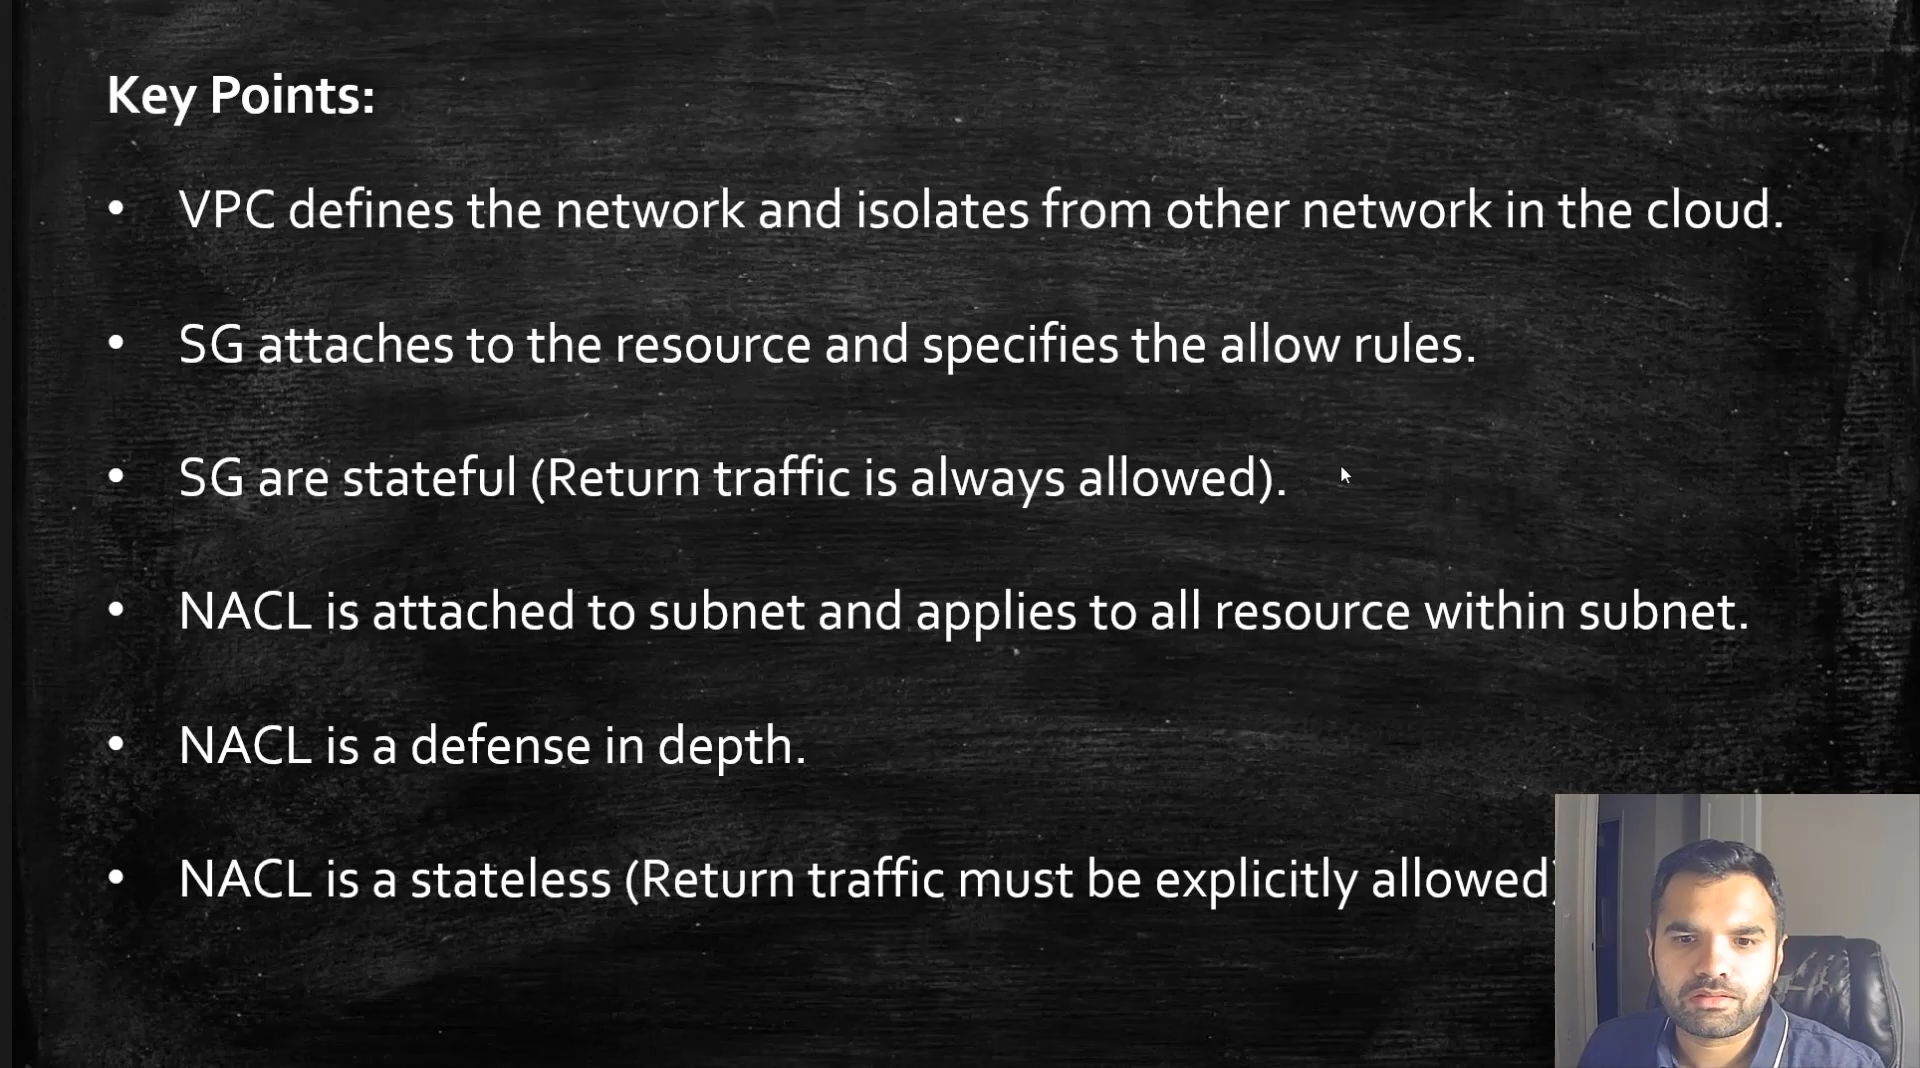 Key Points:
• VPC defines the network and isolates from other network in the cloud.
• SG attaches to the resource and specifies the allow rules.
• SG are stateful (Return traffic is always allowed).
• NACL is attached to subnet and applies to all resource within subnet.
• NACL is a defense in depth.
• NACL is a stateless (Return traffic must be explicitly allowed)